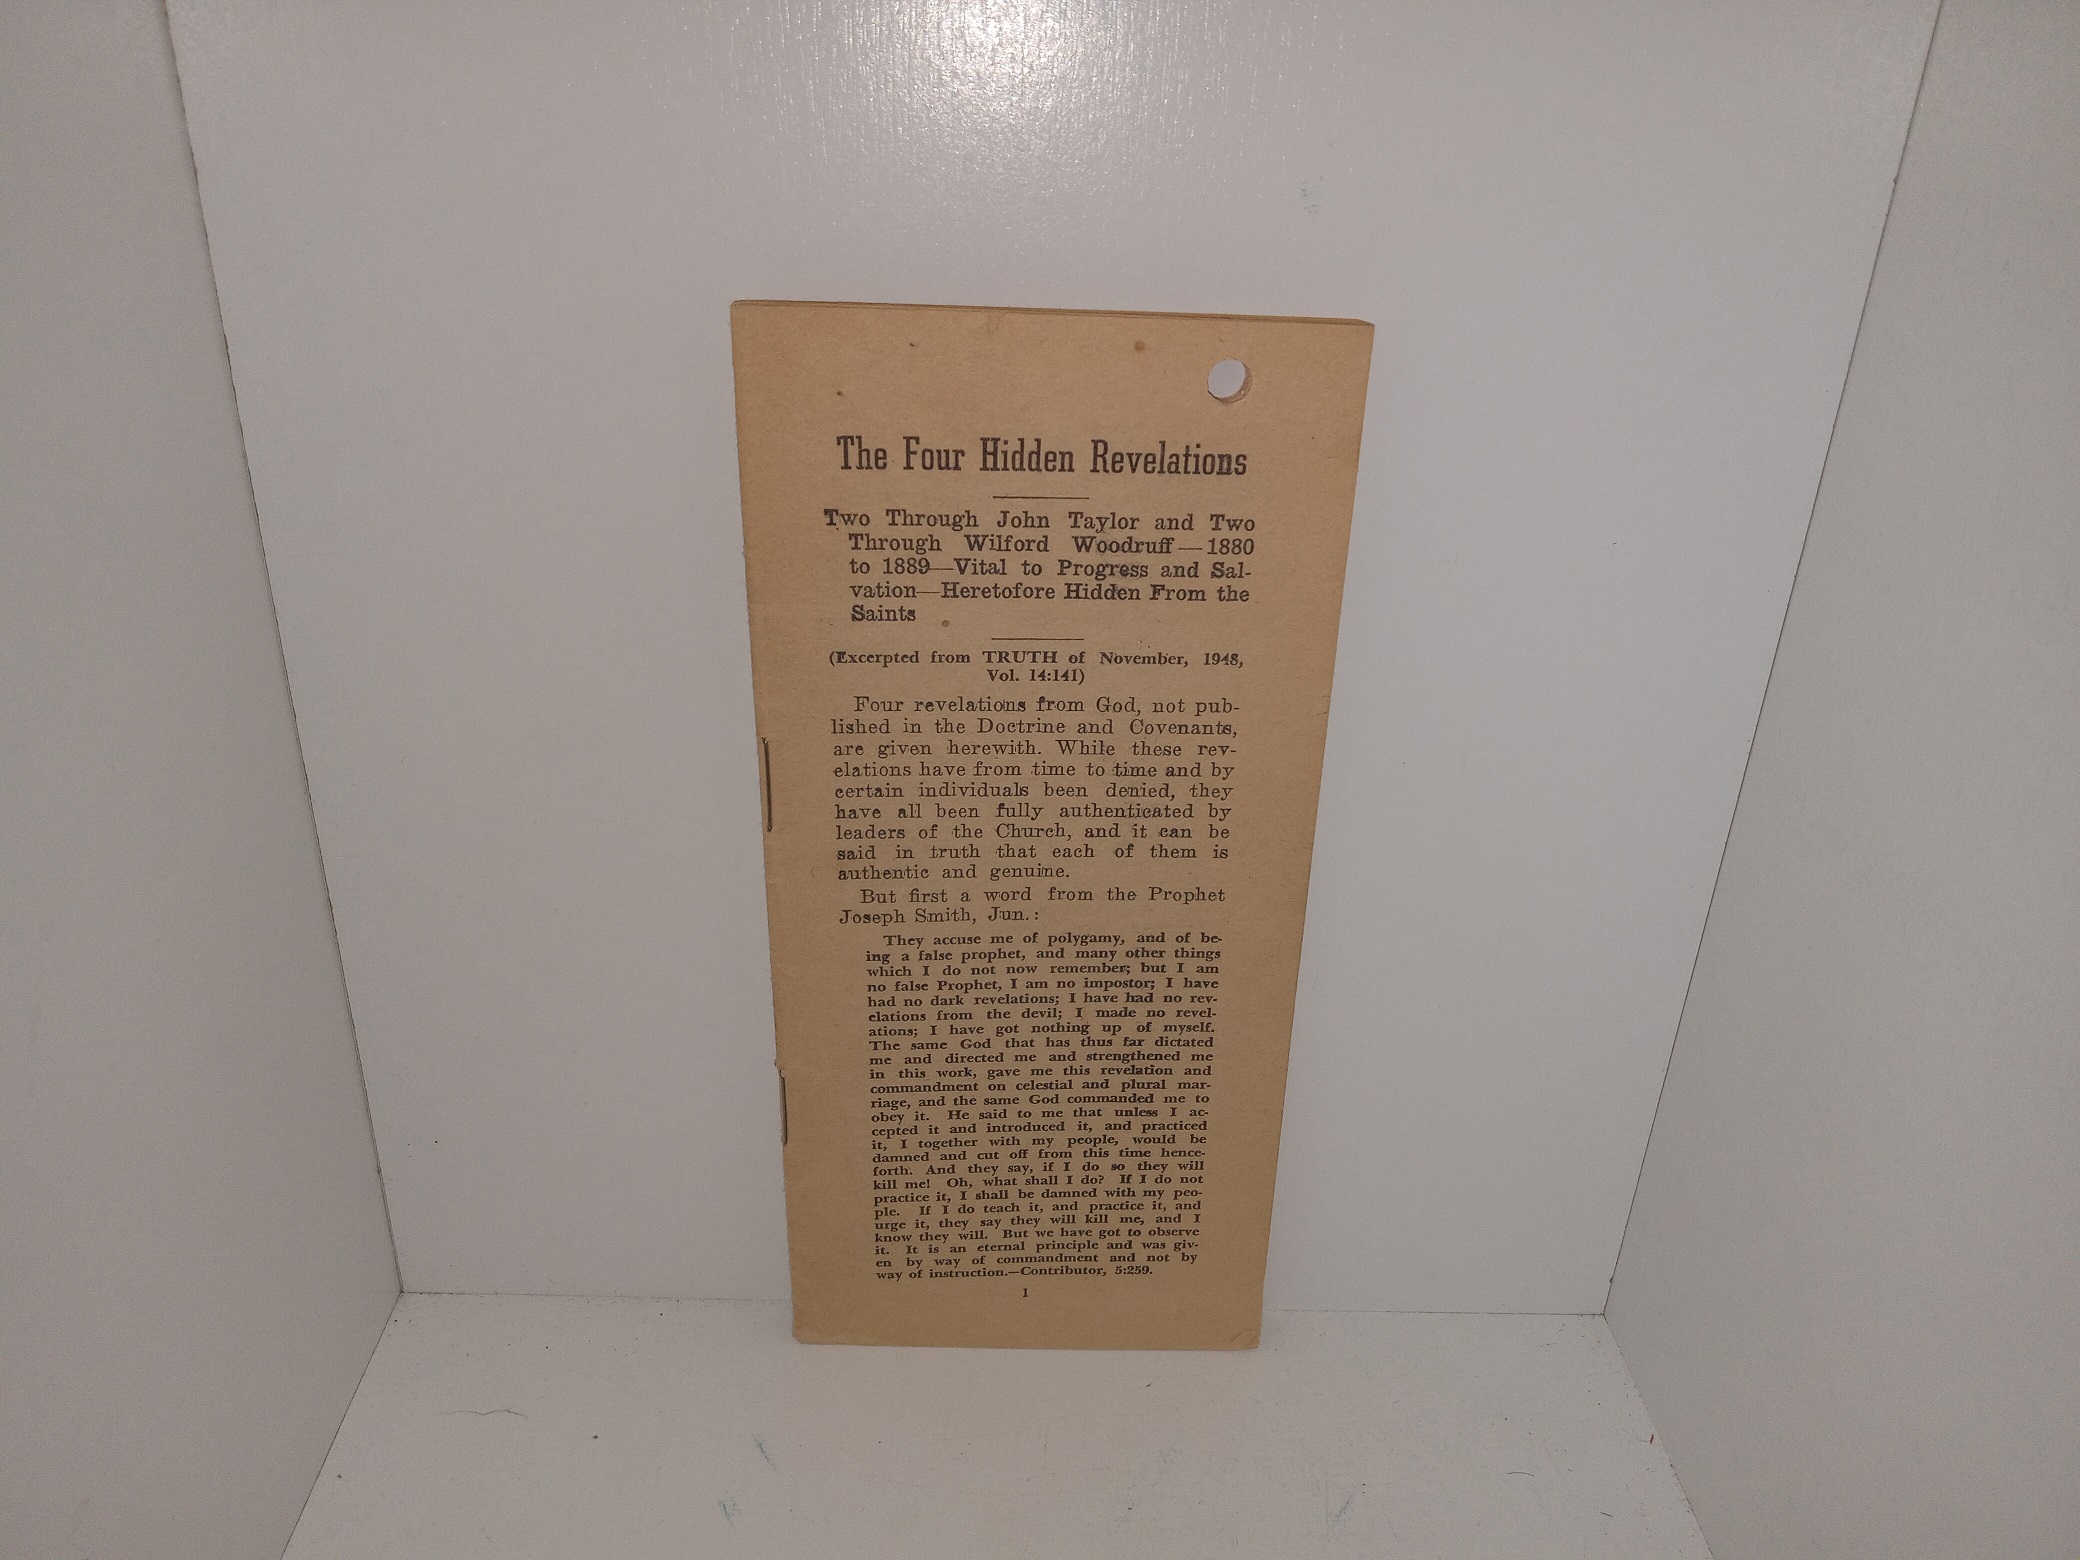 The Four Hidden Revelations
Two Through John Taylor and Two
Through Wilford Woodruff—1880
to 1889—Vital to Progress and Sal-
vation—Heretofore Hidden From the
Saints
(Excerpted from TRUTH of November, 1948,
Vol. 14:141)
Four revelations from God, not pub-
lished in the Doctrine and Covenants,
are given herewith. While these rev-
elations have from time to time and by
certain individuals been denied, they
have all been fully authenticated by
leaders of the Church, and it can be
said in truth that each of them is
authentic and genuine.
But first a word from the Prophet
Joseph Smith, Jun.:
They accuse me of polygamy, and of be-
ing a false prophet, and many other things
which I do not now remember; but I am
no false Prophet, I am no impostor; I have
had no dark revelations; I have had no rev-
elations from the devil; I made no revel-
ations; I have got nothing up of myself.
The same God that has thus far dictated
me and directed me and strengthened me
in this work, gave me this revelation and
commandment on celestial and plural mar-
riage, and the same God commanded me to
obey it. He said to me that unless I ac-
cepted it and introduced it, and practiced
it, I together with my people, would be
damned and cut off from this time hence-
forth. And they say, if I do so they will
kill me! Oh, what shall I do? If I do not
practice it, I shall be damned with my peo-
ple. If I do teach it, and practice it, and
urge it, they say they will kill me, and I
know they will. But we have got to observe
it. It is an eternal principle and was giv-
en by way of commandment and not by
way of instruction.—Contributor, 5:259.
1